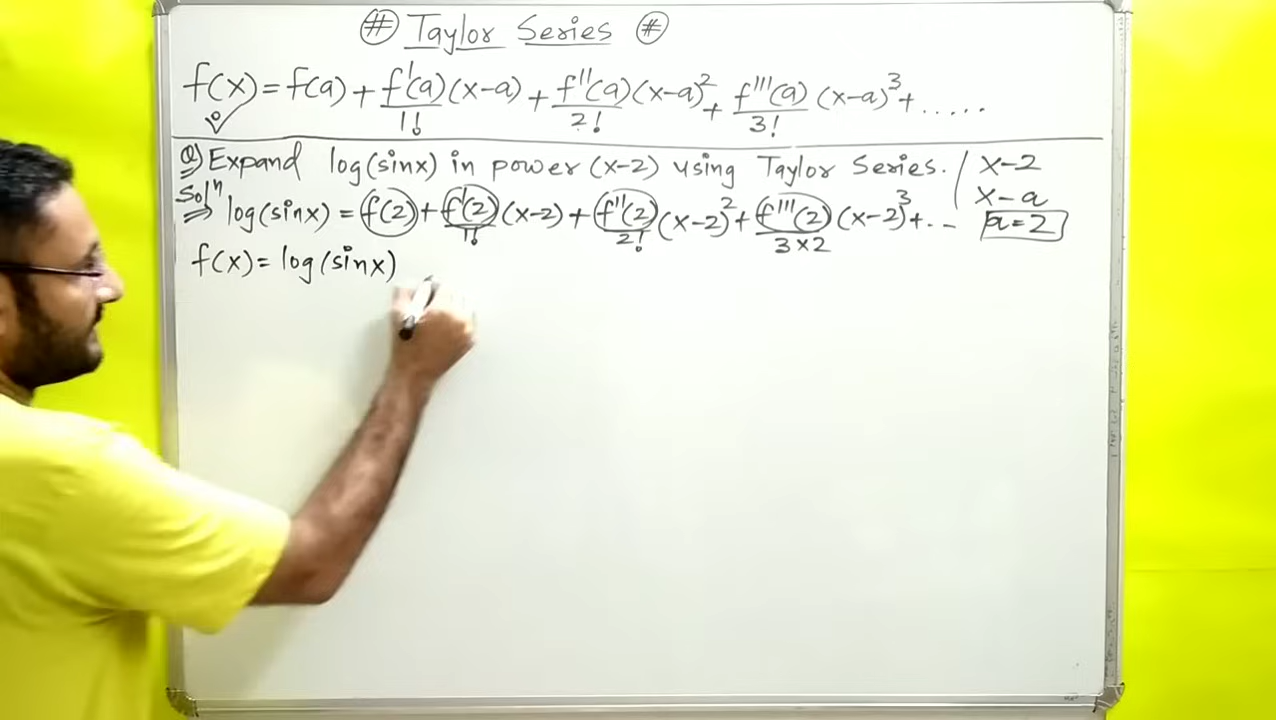 # Taylor Series #
f(x) = f(a) + f'(a)/1! (x-a) + f''(a)/2! (x-a)² + f'''(a)/3! (x-a)³ + .....
Q) Expand log(sinx) in power (x-2) using Taylor Series. / x-2
x-a
Solⁿ ⇒ log(sinx) = f(2) + f'(2)/1! (x-2) + f''(2)/2! (x-2)² + f'''(2)/3×2 (x-2)³ + .-- a=2
f(x) = log(sinx)